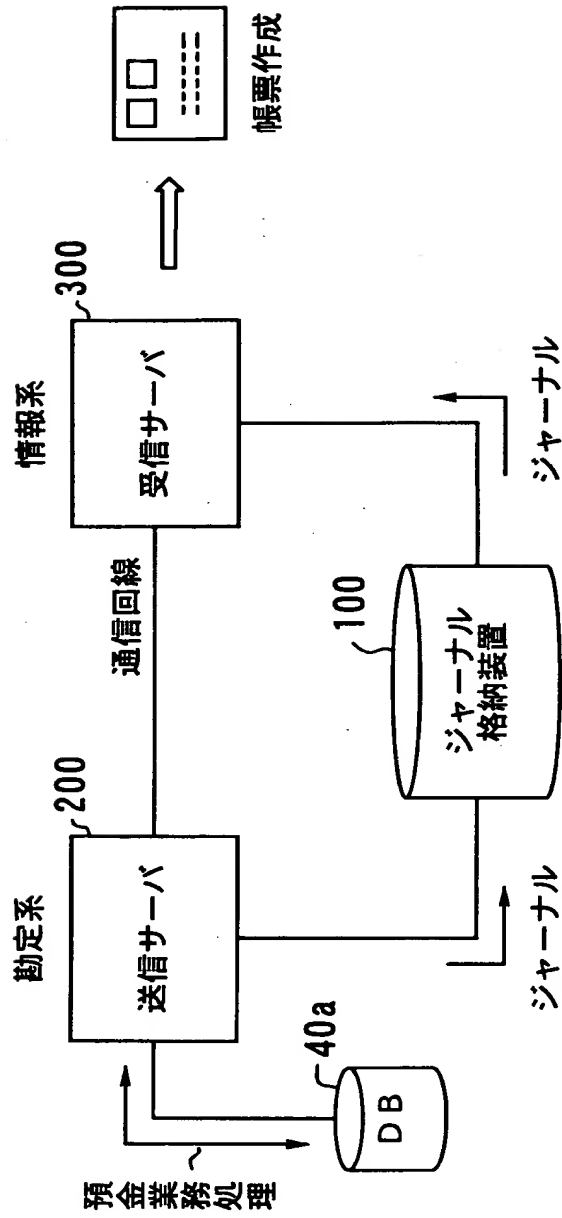 勘定系
200
送信サーバ
通信回線
情報系
300
受信サーバ
帳票作成
預金業務処理
40a
DB
100
ジャーナル
格納装置
ジャーナル
ジャーナル